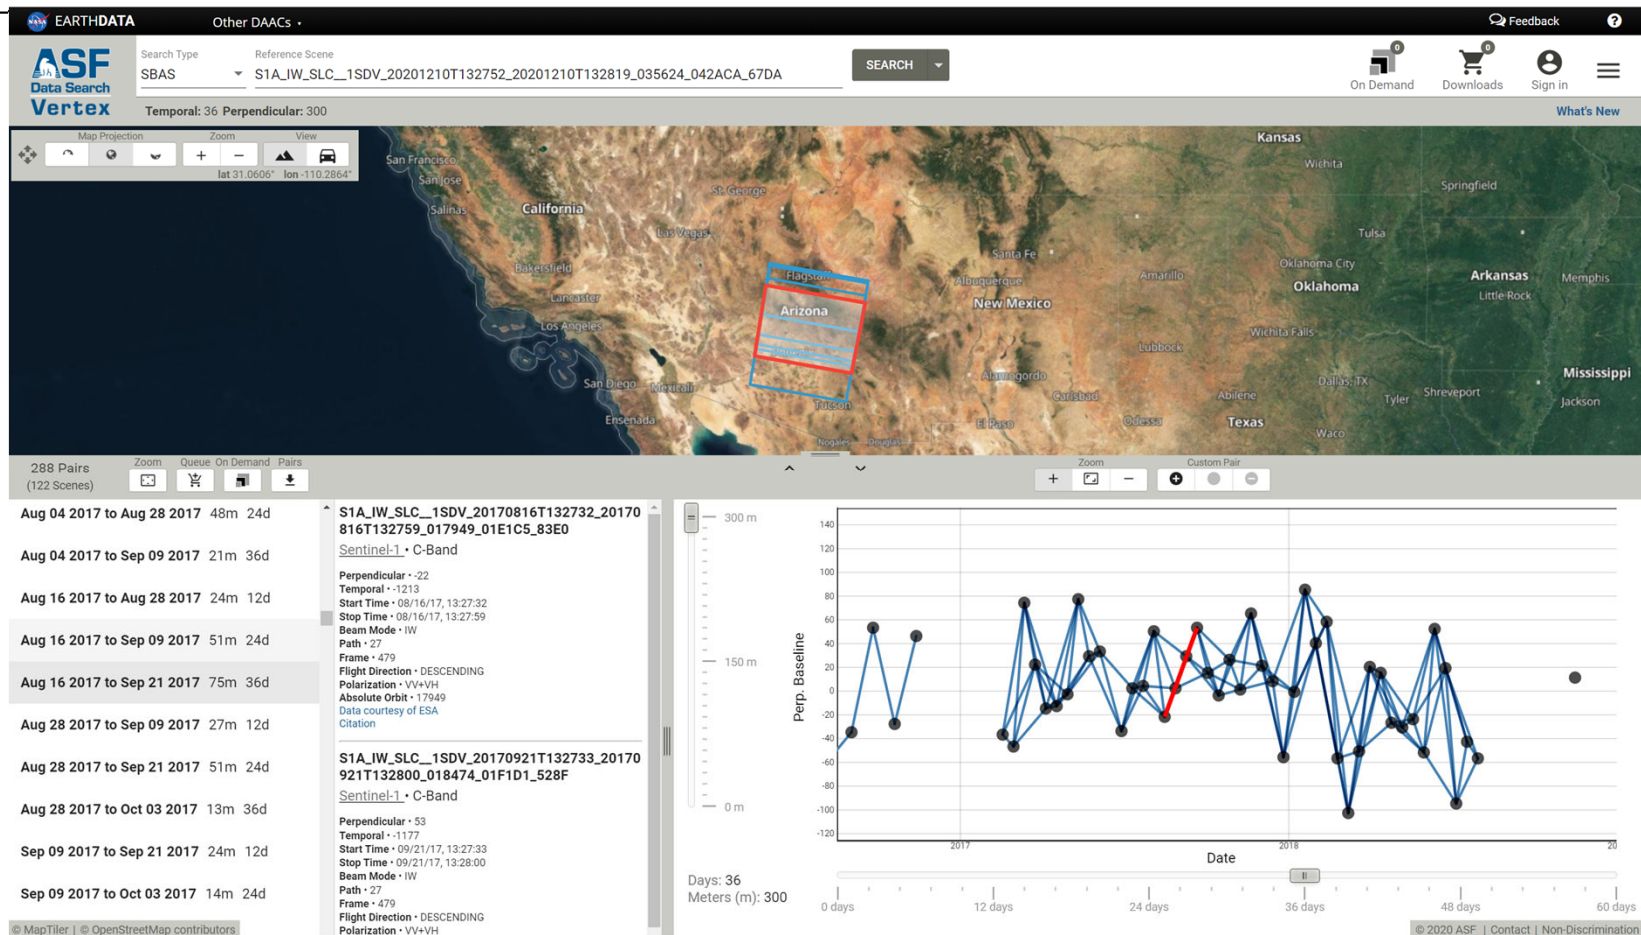 EARTHDATA
Other DAACs
Feedback
?
ASF
Data Search
Vertex
Search Type
SBAS
Reference Scene
S1A_IW_SLC__1SDV_20201210T132752_20201210T132819_035624_042ACA_67DA
SEARCH
0
On Demand
0
Downloads
Sign in
Temporal: 36 Perpendicular: 300
What's New
Map Projection
Zoom
View
lat 31.0606° lon -110.2864°
San Francisco
San Jose
Salinas
California
Las Vegas
St. George
Bakersfield
Lancaster
Los Angeles
San Diego
Mexicali
Ensenada
Flagstaff
Arizona
Tucson
Nogales
Douglas
Santa Fe
Albuquerque
New Mexico
Alamogordo
Carlsbad
El Paso
Amarillo
Lubbock
Odessa
Abilene
Texas
Waco
Dallas, TX
Tyler
Shreveport
Wichita Falls
Oklahoma City
Oklahoma
Tulsa
Kansas
Wichita
Springfield
Arkansas
Little Rock
Memphis
Mississippi
Jackson
288 Pairs
(122 Scenes)
Zoom
Queue
On Demand
Pairs
Zoom
Custom Pair
Aug 04 2017 to Aug 28 2017 48m 24d
Aug 04 2017 to Sep 09 2017 21m 36d
Aug 16 2017 to Aug 28 2017 24m 12d
Aug 16 2017 to Sep 09 2017 51m 24d
Aug 16 2017 to Sep 21 2017 75m 36d
Aug 28 2017 to Sep 09 2017 27m 12d
Aug 28 2017 to Sep 21 2017 51m 24d
Aug 28 2017 to Oct 03 2017 13m 36d
Sep 09 2017 to Sep 21 2017 24m 12d
Sep 09 2017 to Oct 03 2017 14m 24d
S1A_IW_SLC__1SDV_20170816T132732_20170
816T132759_017949_01E1C5_83E0
Sentinel-1 • C-Band
Perpendicular • -22
Temporal • -1213
Start Time • 08/16/17, 13:27:32
Stop Time • 08/16/17, 13:27:59
Beam Mode • IW
Path • 27
Frame • 479
Flight Direction • DESCENDING
Polarization • VV+VH
Absolute Orbit • 17949
Data courtesy of ESA
Citation
S1A_IW_SLC__1SDV_20170921T132733_20170
921T132800_018474_01F1D1_528F
Sentinel-1 • C-Band
Perpendicular • 53
Temporal • -1177
Start Time • 09/21/17, 13:27:33
Stop Time • 09/21/17, 13:28:00
Beam Mode • IW
Path • 27
Frame • 479
Flight Direction • DESCENDING
Polarization • VV+VH
300 m
150 m
0 m
Days: 36
Meters (m): 300
Perp. Baseline
140
120
100
80
60
40
20
0
-20
-40
-60
-80
-100
-120
2017
2018
20
Date
0 days
12 days
24 days
36 days
48 days
60 days
© MapTiler | © OpenStreetMap contributors
© 2020 ASF | Contact | Non-Discrimination